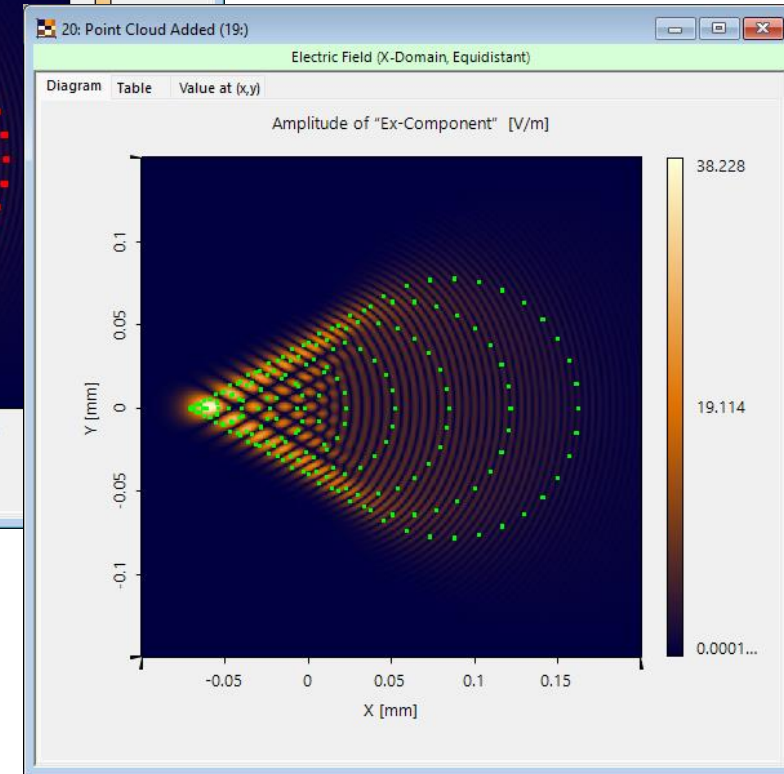 20: Point Cloud Added (19:)
Electric Field (X-Domain, Equidistant)
Diagram Table Value at (x,y)
Amplitude of "Ex-Component" [V/m]
38.228
0.1
0.05
0
19.114
Y [mm]
-0.05
-0.1
0.0001...
-0.05 0 0.05 0.1 0.15
X [mm]